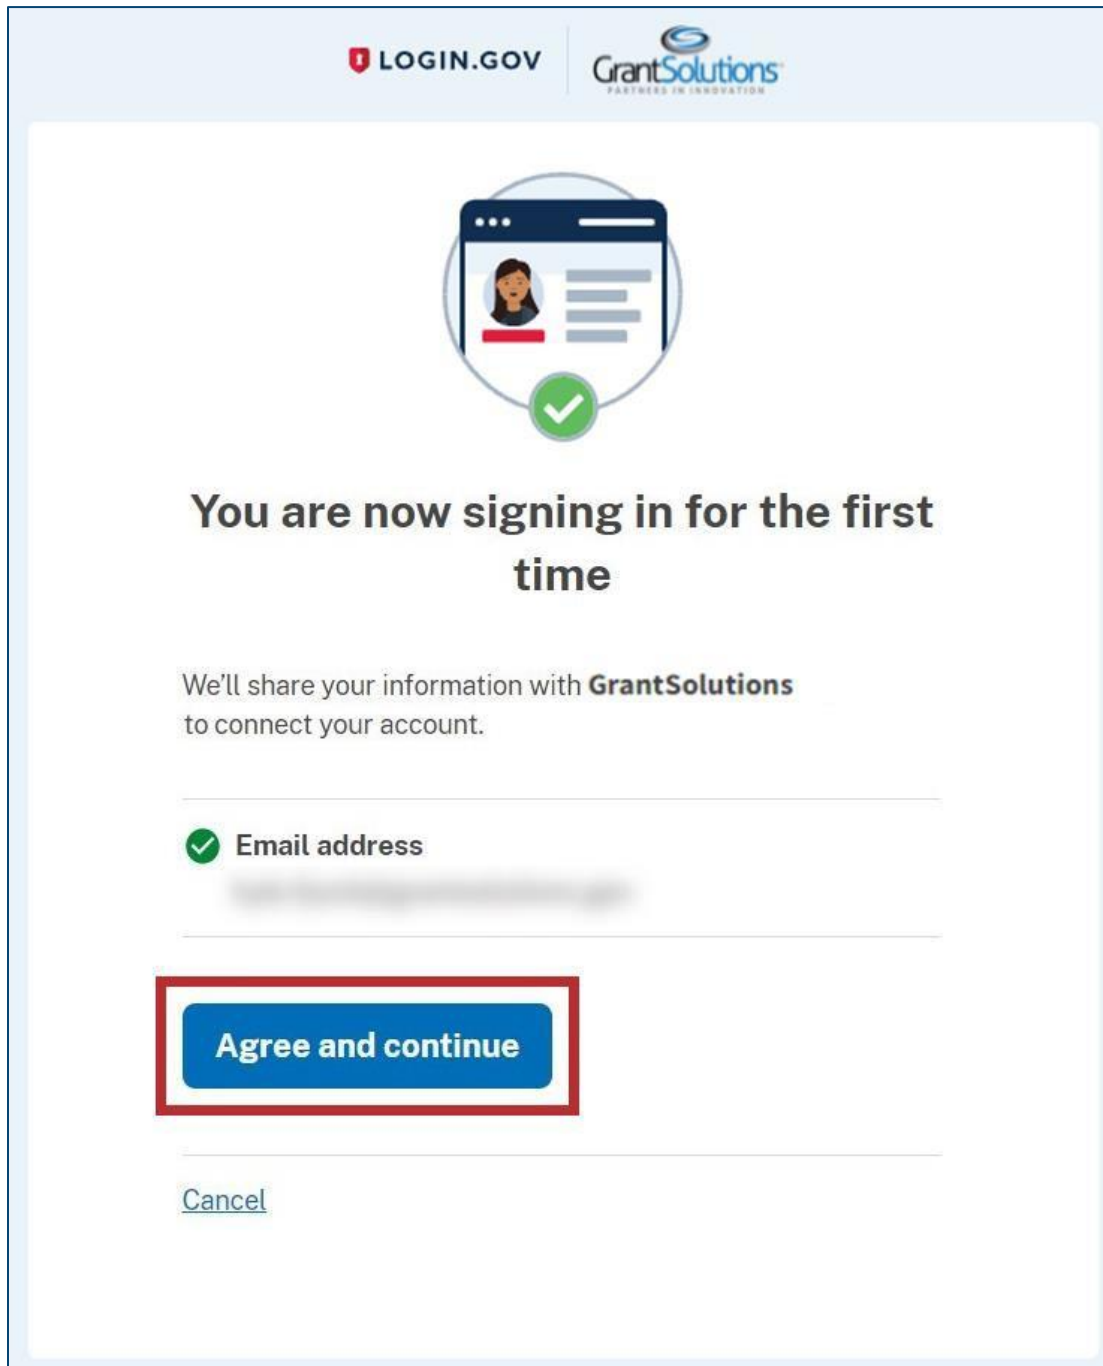 LOGIN.GOV
GrantSolutions
PARTNERS IN INNOVATION
You are now signing in for the first
time
We'll share your information with GrantSolutions
to connect your account.
Email address
Agree and continue
Cancel